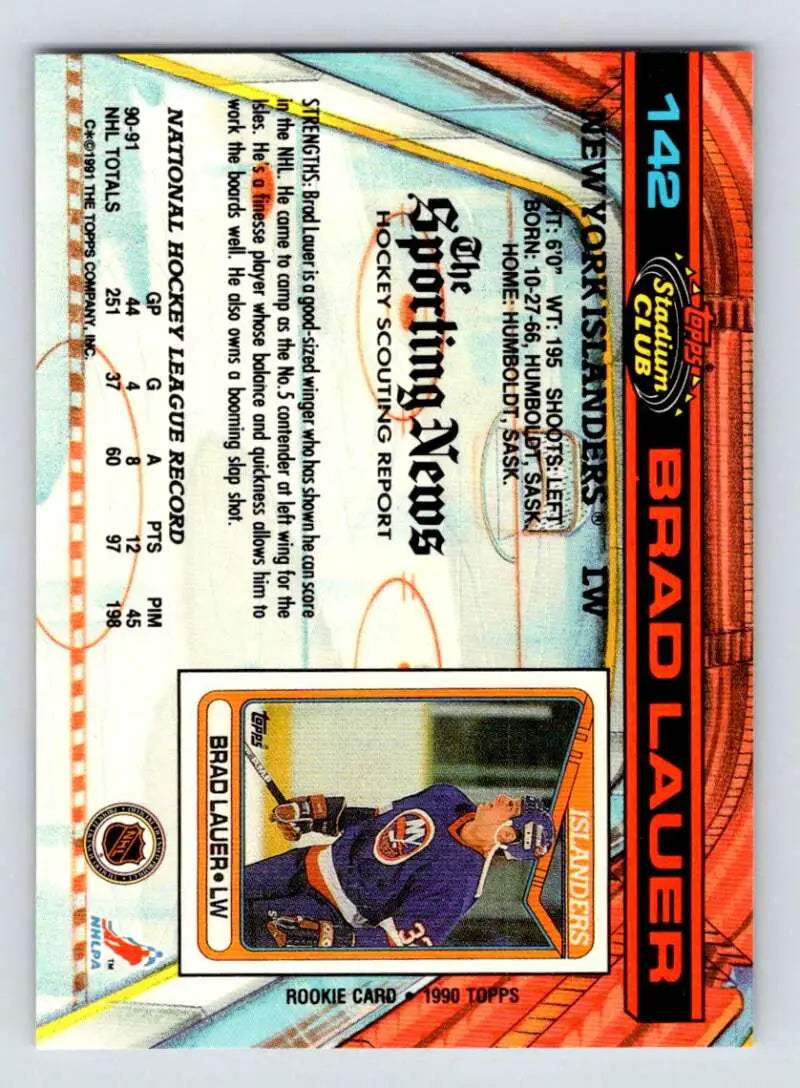 142
Topps
Stadium
CLUB
BRAD LAUER
NEW YORK ISLANDERS® LW
HT: 6'0" WT: 195 SHOOTS: LEFT
BORN: 10-27-66, HUMBOLDT, SASK.
HOME: HUMBOLDT, SASK.
The
Sporting News
HOCKEY SCOUTING REPORT
STRENGTHS: Brad Lauer is a good-sized winger who has shown he can score
in the NHL. He came to camp as the No. 5 contender at left wing for the
Isles. He's a finesse player whose balance and quickness allows him to
work the boards well. He also owns a booming slap shot.
NATIONAL HOCKEY LEAGUE RECORD
GP G A PTS PIM
90-91 44 4 8 12 45
NHL TOTALS 251 37 60 97 198
C*©1991 THE TOPPS COMPANY, INC.
ISLANDERS
NY
3
Topps
BRAD LAUER • LW
ROOKIE CARD • 1990 TOPPS
NHL
NHLPA
™